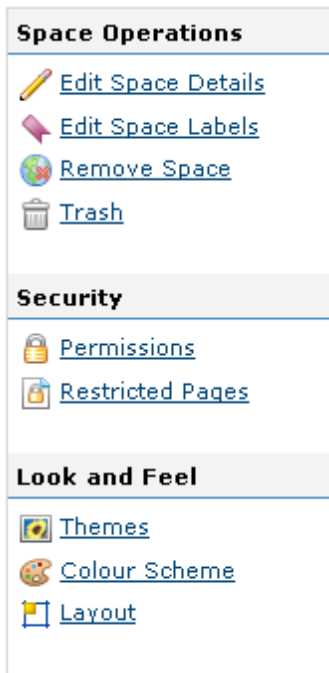 Space Operations
Edit Space Details
Edit Space Labels
Remove Space
Trash
Security
Permissions
Restricted Pages
Look and Feel
Themes
Colour Scheme
Layout